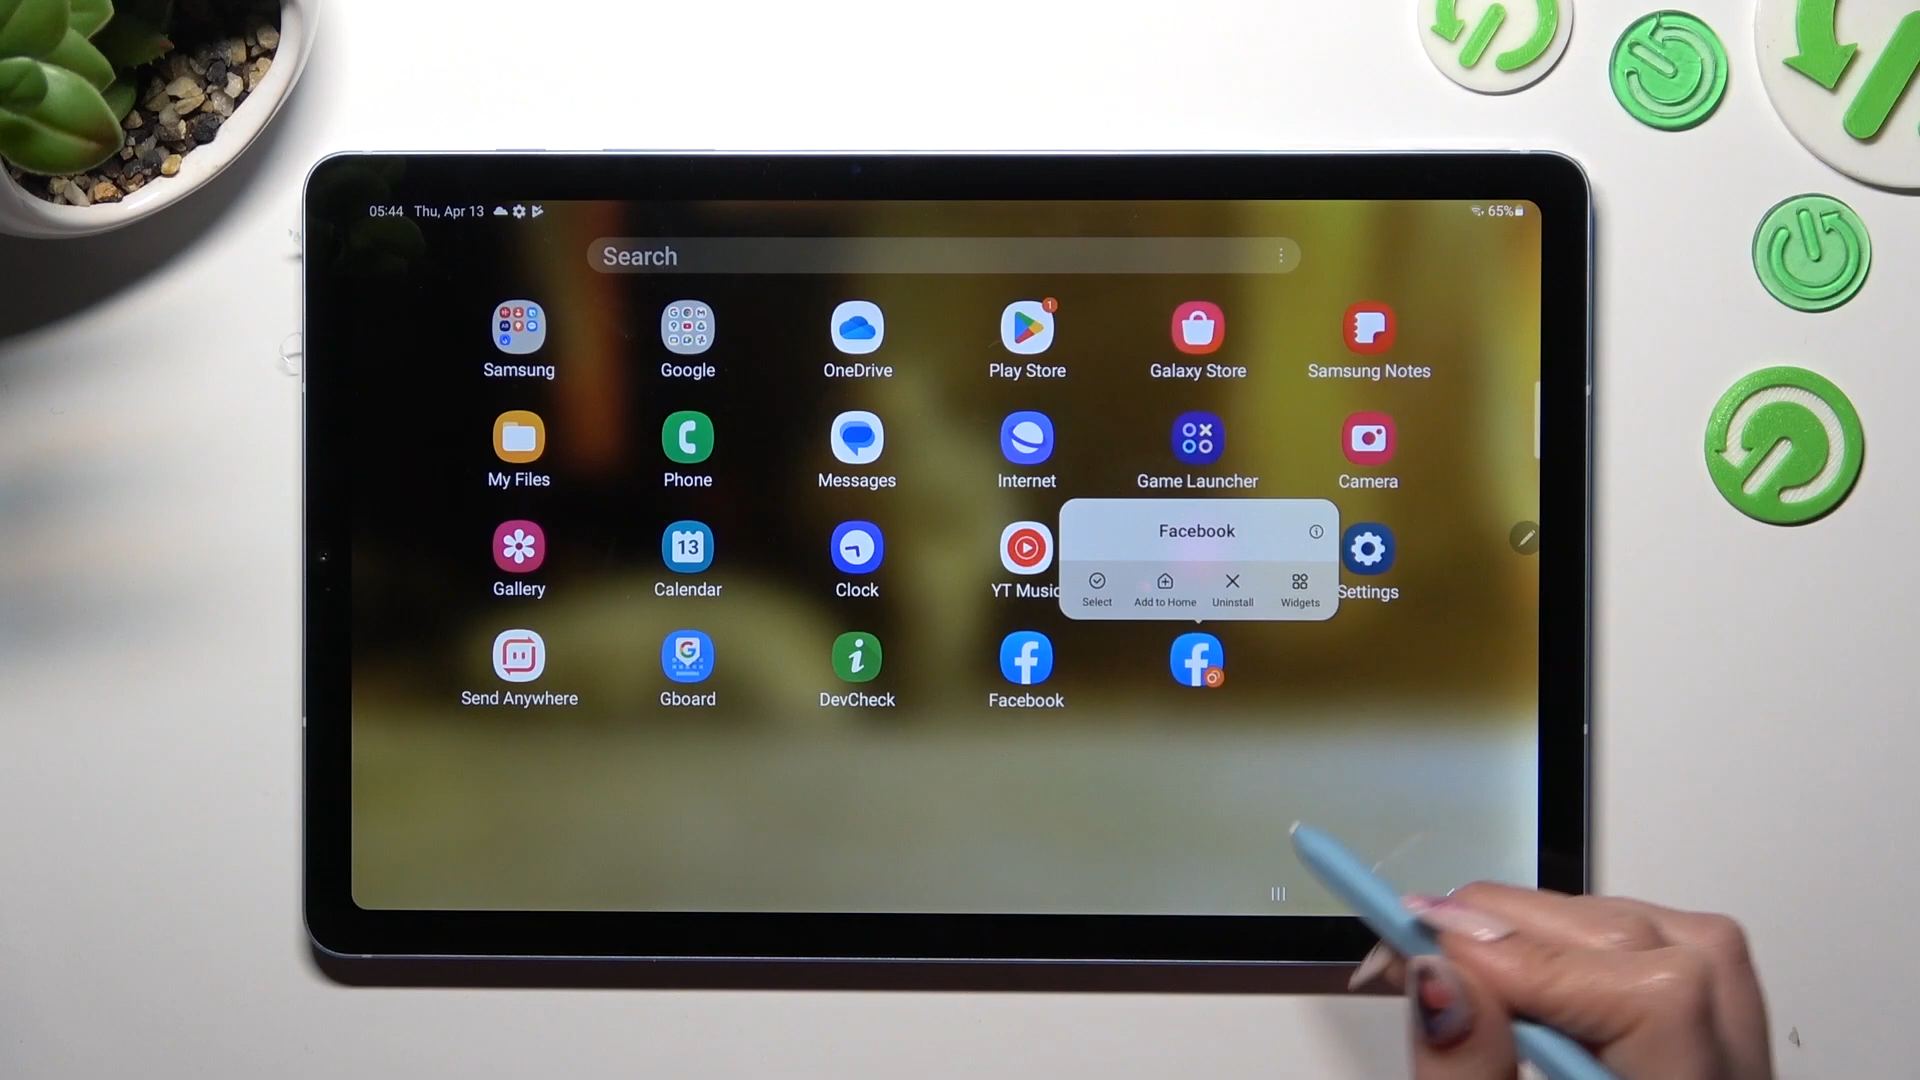 05:44 Thu, Apr 13
65%
Search
1
Samsung
Google
OneDrive
Play Store
Galaxy Store
Samsung Notes
My Files
Phone
Messages
Internet
Game Launcher
Camera
Facebook
Select
Add to Home
Uninstall
Widgets
Gallery
13
Calendar
Clock
YT Music
Settings
Send Anywhere
Gboard
DevCheck
Facebook